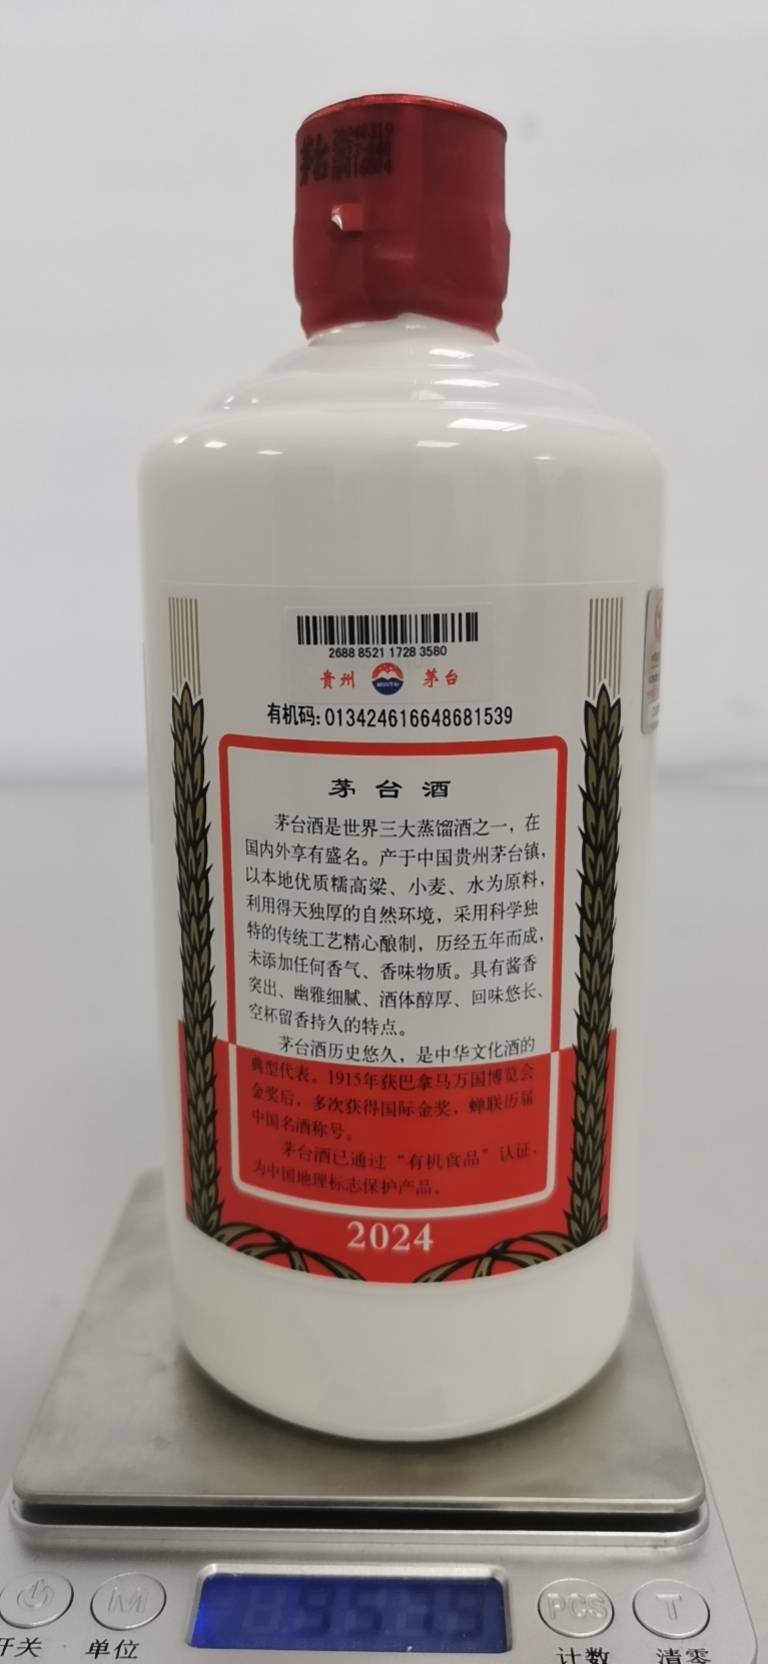 茅台
2688 8521 1728 3580
贵州 茅台
有机码:013424616648681539
茅台酒
茅台酒是世界三大蒸馏酒之一，在
国内外享有盛名。产于中国贵州茅台镇，
以本地优质糯高粱、小麦、水为原料，
利用得天独厚的自然环境，采用科学独
特的传统工艺精心酿制，历经五年而成，
未添加任何香气、香味物质。具有酱香
突出、幽雅细腻、酒体醇厚、回味悠长、
空杯留香持久的特点。
茅台酒历史悠久，是中华文化酒的
典型代表。1915年获巴拿马万国博览会
金奖后，多次获得国际金奖，蝉联历届
中国名酒称号。
茅台酒已通过“有机食品”认证，
为中国地理标志保护产品。
2024
M
PCS
T
开关 单位 计数 清零